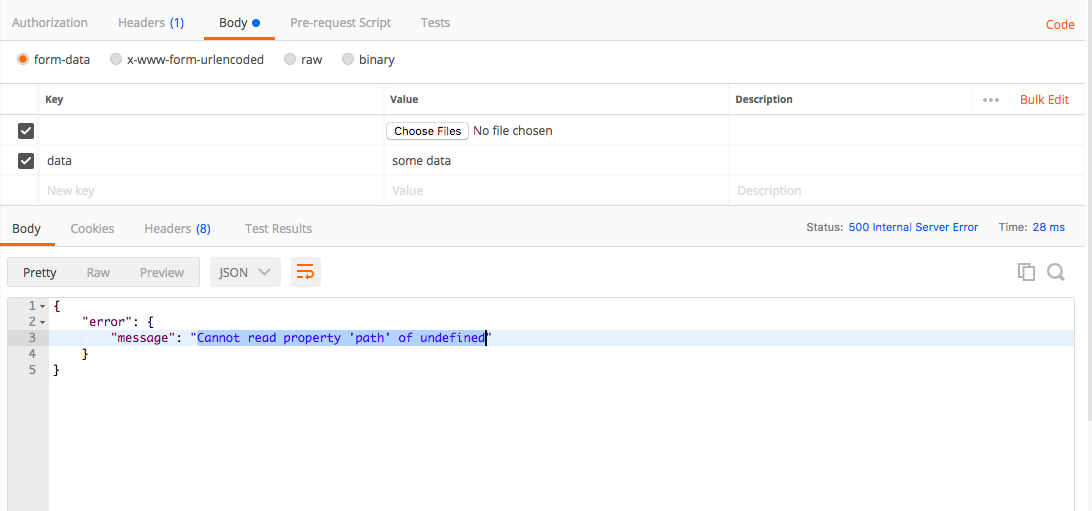 Authorization Headers (1) Body Pre-request Script Tests Code
form-data x-www-form-urlencoded raw binary
Key Value Description ••• Bulk Edit
Choose Files No file chosen
data some data
New key Value Description
Body Cookies Headers (8) Test Results Status: 500 Internal Server Error Time: 28 ms
Pretty Raw Preview JSON
1 {
2 "error": {
3 "message": "Cannot read property 'path' of undefined"
4 }
5 }